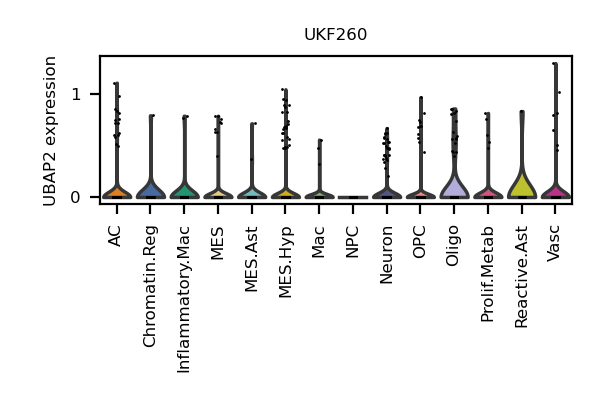 UKF260
UBAP2 expression
1
0
AC
Chromatin.Reg
Inflammatory.Mac
MES
MES.Ast
MES.Hyp
Mac
NPC
Neuron
OPC
Oligo
Prolif.Metab
Reactive.Ast
Vasc